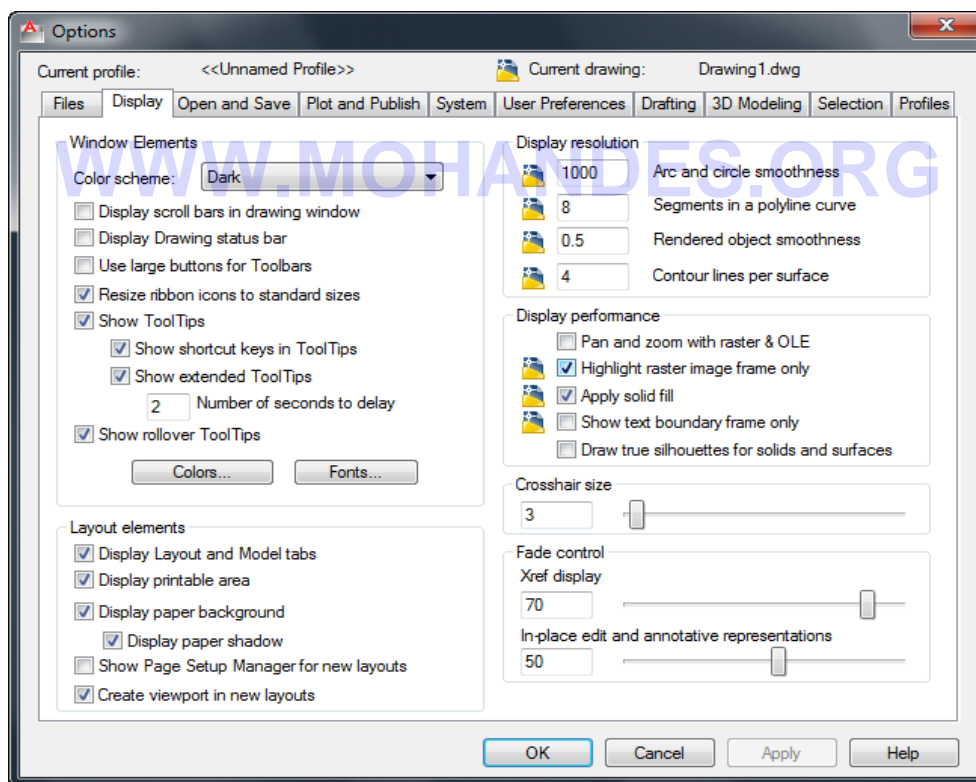 Options
Current profile: <<Unnamed Profile>> Current drawing: Drawing1.dwg
Files Display Open and Save Plot and Publish System User Preferences Drafting 3D Modeling Selection Profiles
WWW.MOHANDES.ORG
Window Elements
Color scheme: Dark
Display scroll bars in drawing window
Display Drawing status bar
Use large buttons for Toolbars
Resize ribbon icons to standard sizes
Show ToolTips
Show shortcut keys in ToolTips
Show extended ToolTips
2 Number of seconds to delay
Show rollover ToolTips
Colors... Fonts...
Layout elements
Display Layout and Model tabs
Display printable area
Display paper background
Display paper shadow
Show Page Setup Manager for new layouts
Create viewport in new layouts
Display resolution
1000 Arc and circle smoothness
8 Segments in a polyline curve
0.5 Rendered object smoothness
4 Contour lines per surface
Display performance
Pan and zoom with raster & OLE
Highlight raster image frame only
Apply solid fill
Show text boundary frame only
Draw true silhouettes for solids and surfaces
Crosshair size
3
Fade control
Xref display
70
In-place edit and annotative representations
50
OK Cancel Apply Help